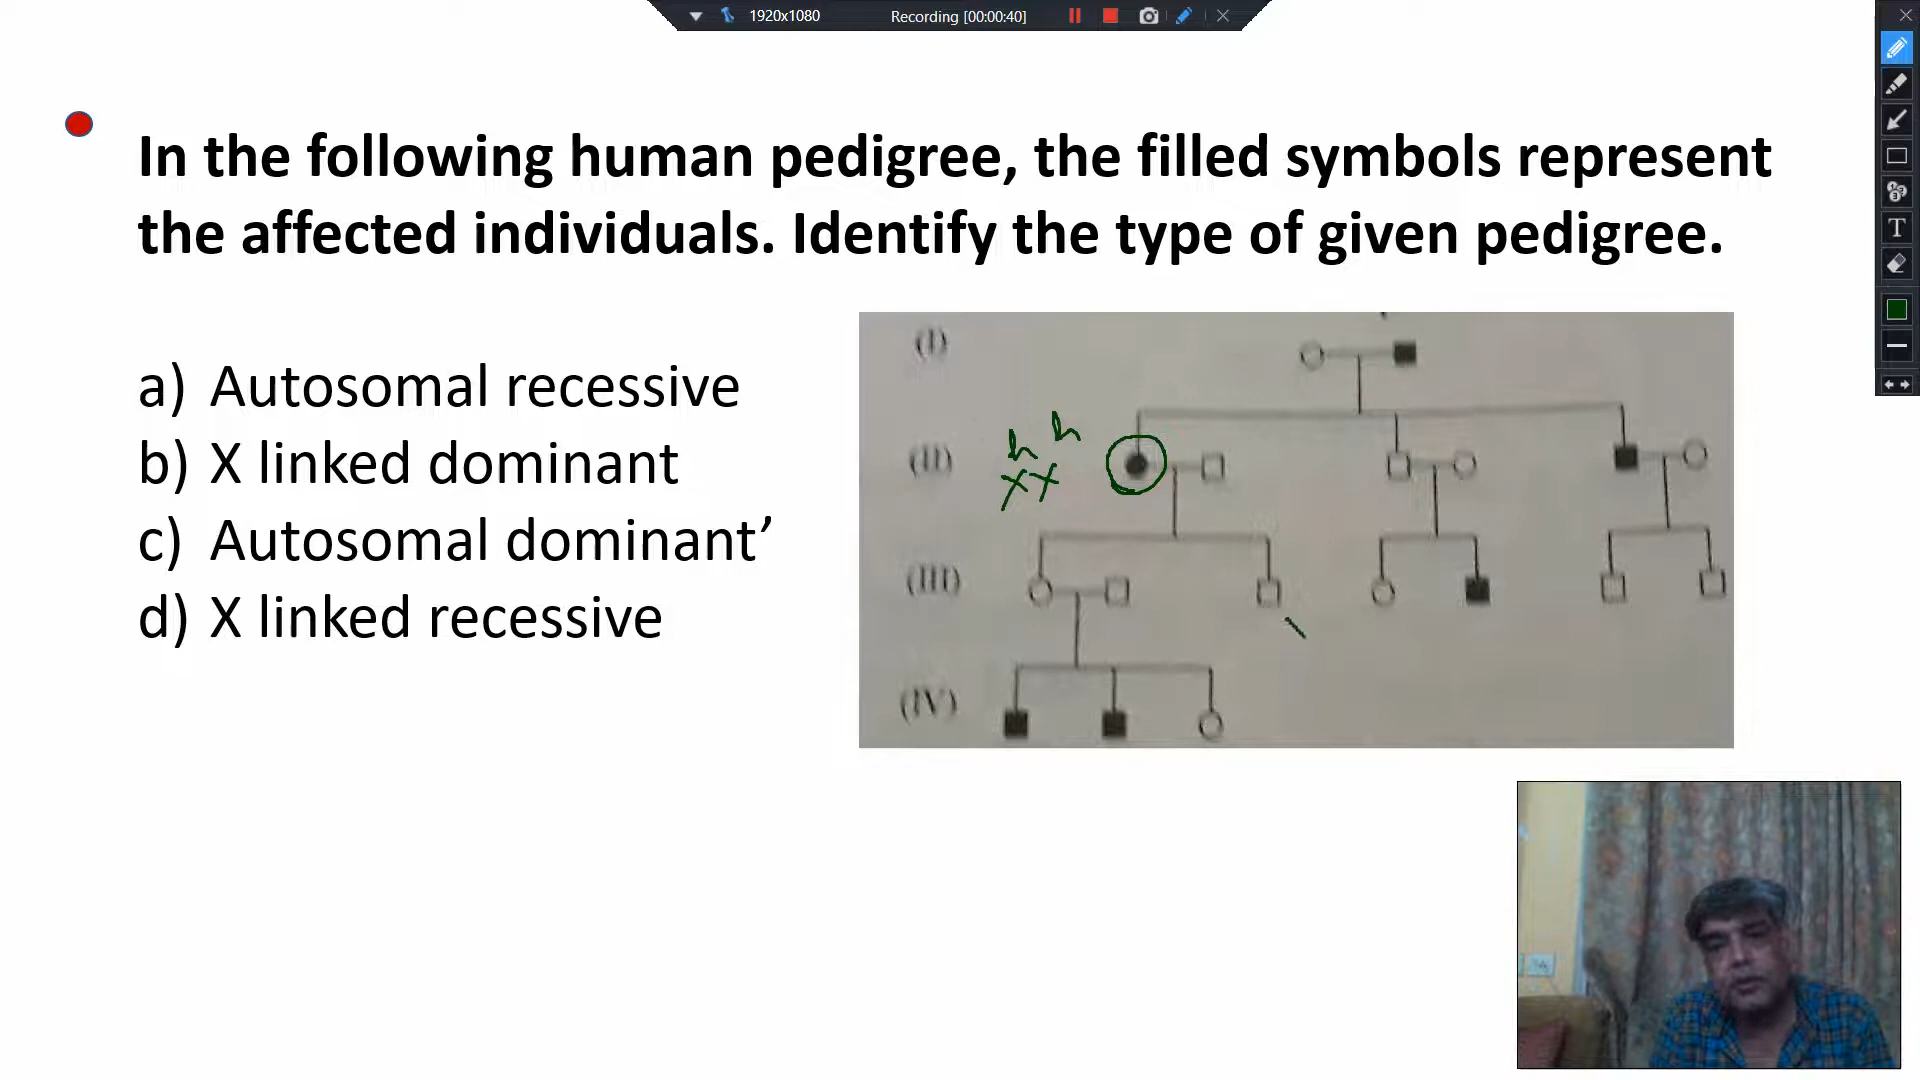 1920x1080
Recording [00:00:40]
In the following human pedigree, the filled symbols represent
the affected individuals. Identify the type of given pedigree.
a) Autosomal recessive
b) X linked dominant
c) Autosomal dominant’
d) X linked recessive
(I)
(II)
(III)
(IV)
h h
XX
T